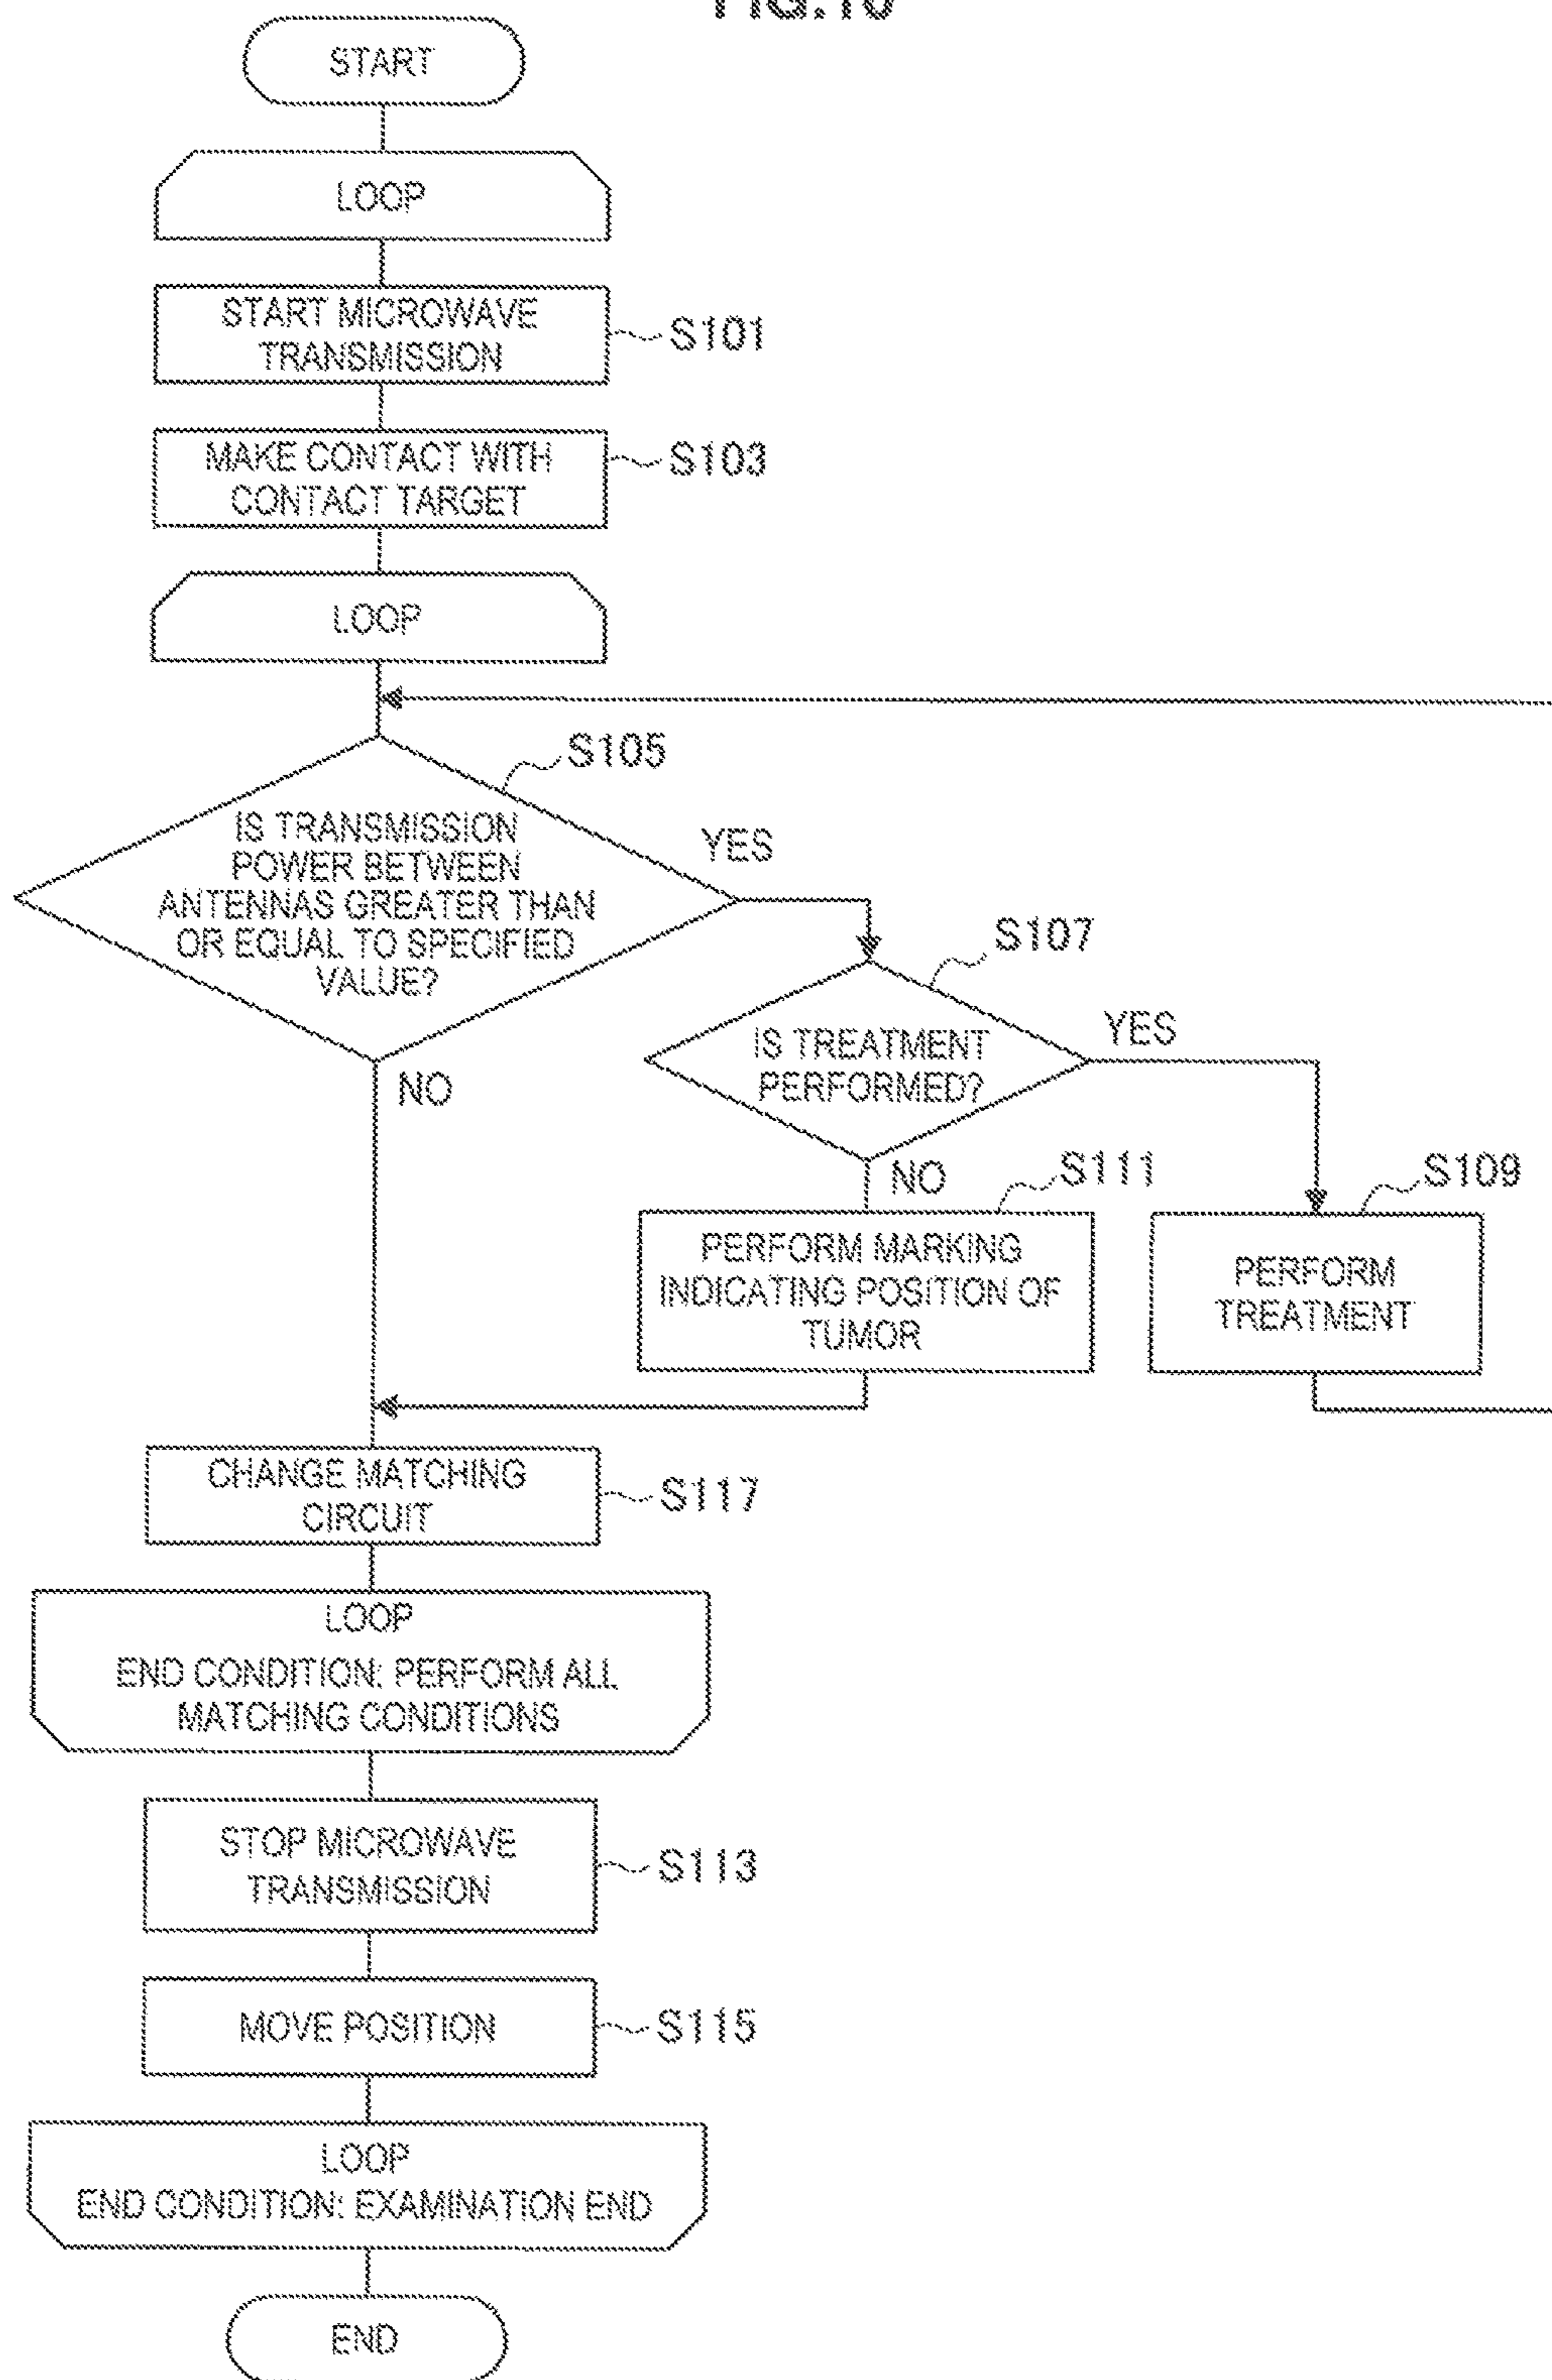 START
LOOP
START MICROWAVE
TRANSMISSION
S101
MAKE CONTACT WITH
CONTACT TARGET
S103
LOOP
S105
IS TRANSMISSION
POWER BETWEEN
ANTENNAS GREATER THAN
OR EQUAL TO SPECIFIED
VALUE?
YES
NO
S107
IS TREATMENT
PERFORMED?
YES
NO
S111
PERFORM MARKING
INDICATING POSITION OF
TUMOR
S109
PERFORM
TREATMENT
CHANGE MATCHING
CIRCUIT
S117
LOOP
END CONDITION: PERFORM ALL
MATCHING CONDITIONS
STOP MICROWAVE
TRANSMISSION
S113
MOVE POSITION
S115
LOOP
END CONDITION: EXAMINATION END
END